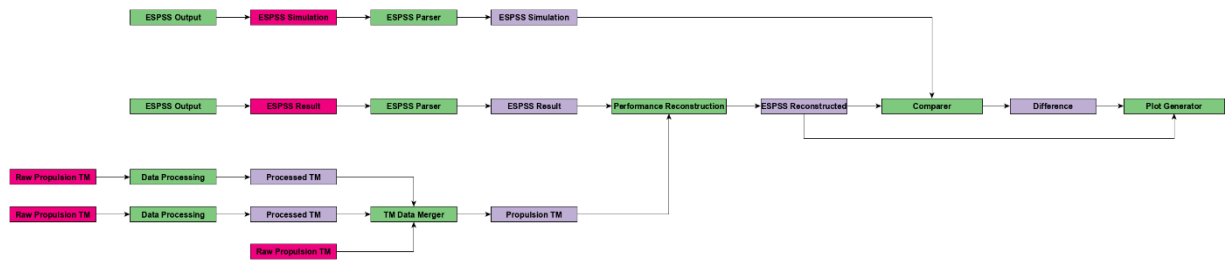 ESPSS Output
ESPSS Simulation
ESPSS Parser
ESPSS Simulation
ESPSS Output
ESPSS Result
ESPSS Parser
ESPSS Result
Performance Reconstruction
ESPSS Reconstructed
Comparer
Difference
Plot Generator
Raw Propulsion TM
Data Processing
Processed TM
Raw Propulsion TM
Data Processing
Processed TM
TM Data Merger
Propulsion TM
Raw Propulsion TM